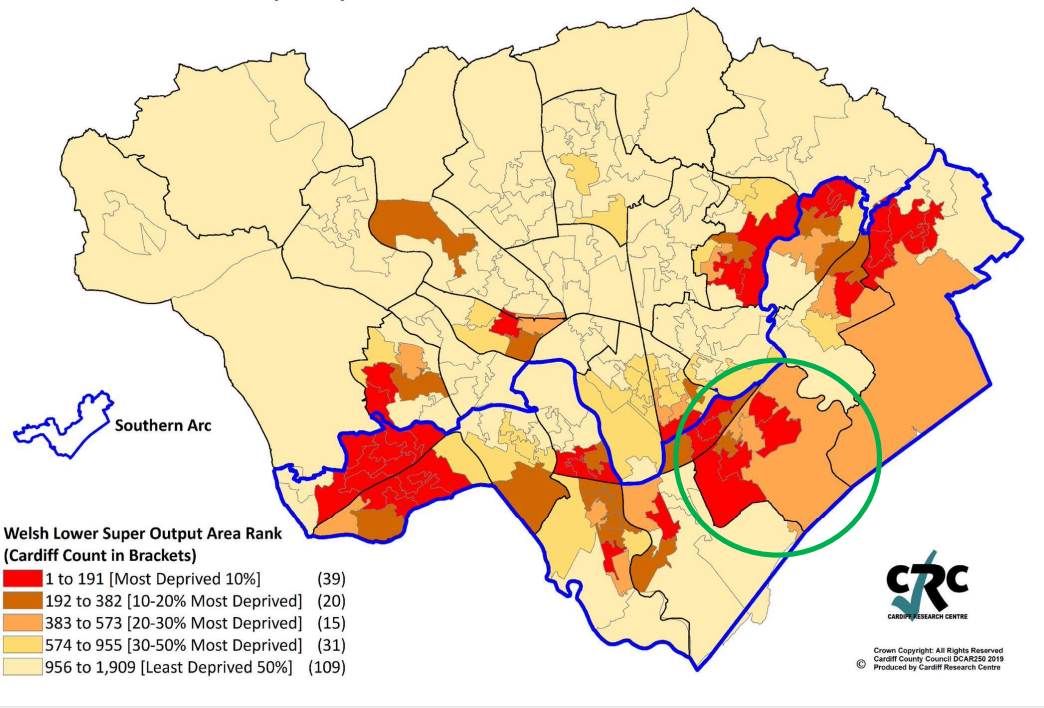 Southern Arc
Welsh Lower Super Output Area Rank
(Cardiff Count in Brackets)
1 to 191 [Most Deprived 10%] (39)
192 to 382 [10-20% Most Deprived] (20)
383 to 573 [20-30% Most Deprived] (15)
574 to 955 [30-50% Most Deprived] (31)
956 to 1,909 [Least Deprived 50%] (109)
CRC
CARDIFF RESEARCH CENTRE
Crown Copyright: All Rights Reserved
© Cardiff County Council DCAR250 2019
Produced by Cardiff Research Centre